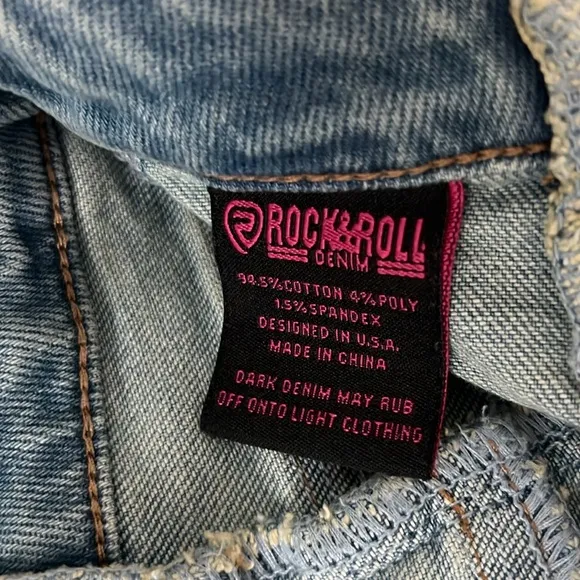 ROCK&ROLL
DENIM
94.5%COTTON 4%POLY
1.5%SPANDEX
DESIGNED IN U.S.A.
MADE IN CHINA
DARK DENIM MAY RUB
OFF ONTO LIGHT CLOTHING